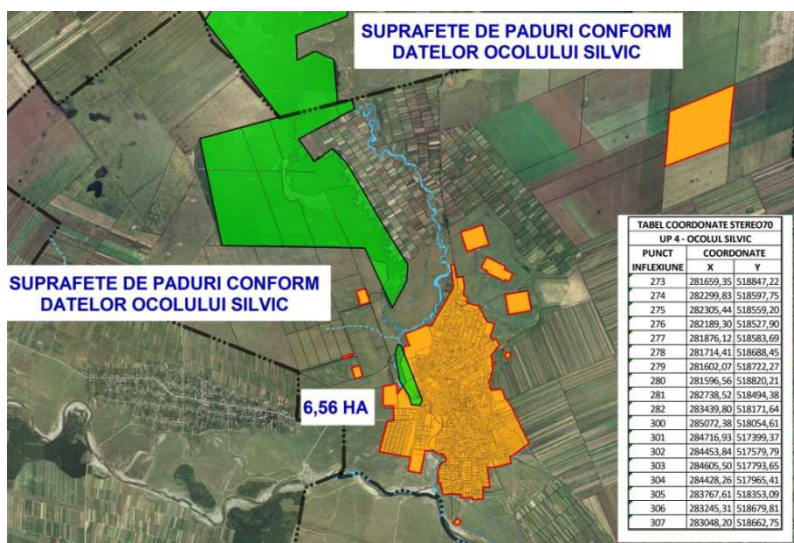 SUPRAFETE DE PADURI CONFORM
DATELOR OCOLULUI SILVIC
SUPRAFETE DE PADURI CONFORM
DATELOR OCOLULUI SILVIC
6,56 HA
TABEL COORDONATE STEREO70
UP 4 - OCOLUL SILVIC
PUNCT INFLEXIUNE COORDONATE
X Y
273 281659,35 518847,22
274 282299,83 518597,75
275 282305,44 518559,20
276 282189,30 518527,90
277 281876,12 518583,69
278 281714,41 518688,45
279 281602,07 518722,27
280 281596,56 518820,21
281 282738,52 518494,38
282 283439,80 518171,64
300 285072,38 518054,61
301 284716,93 517399,37
302 284453,84 517579,79
303 284605,50 517793,65
304 284428,26 517965,41
305 283767,61 518353,09
306 283245,31 518679,81
307 283048,20 518662,75